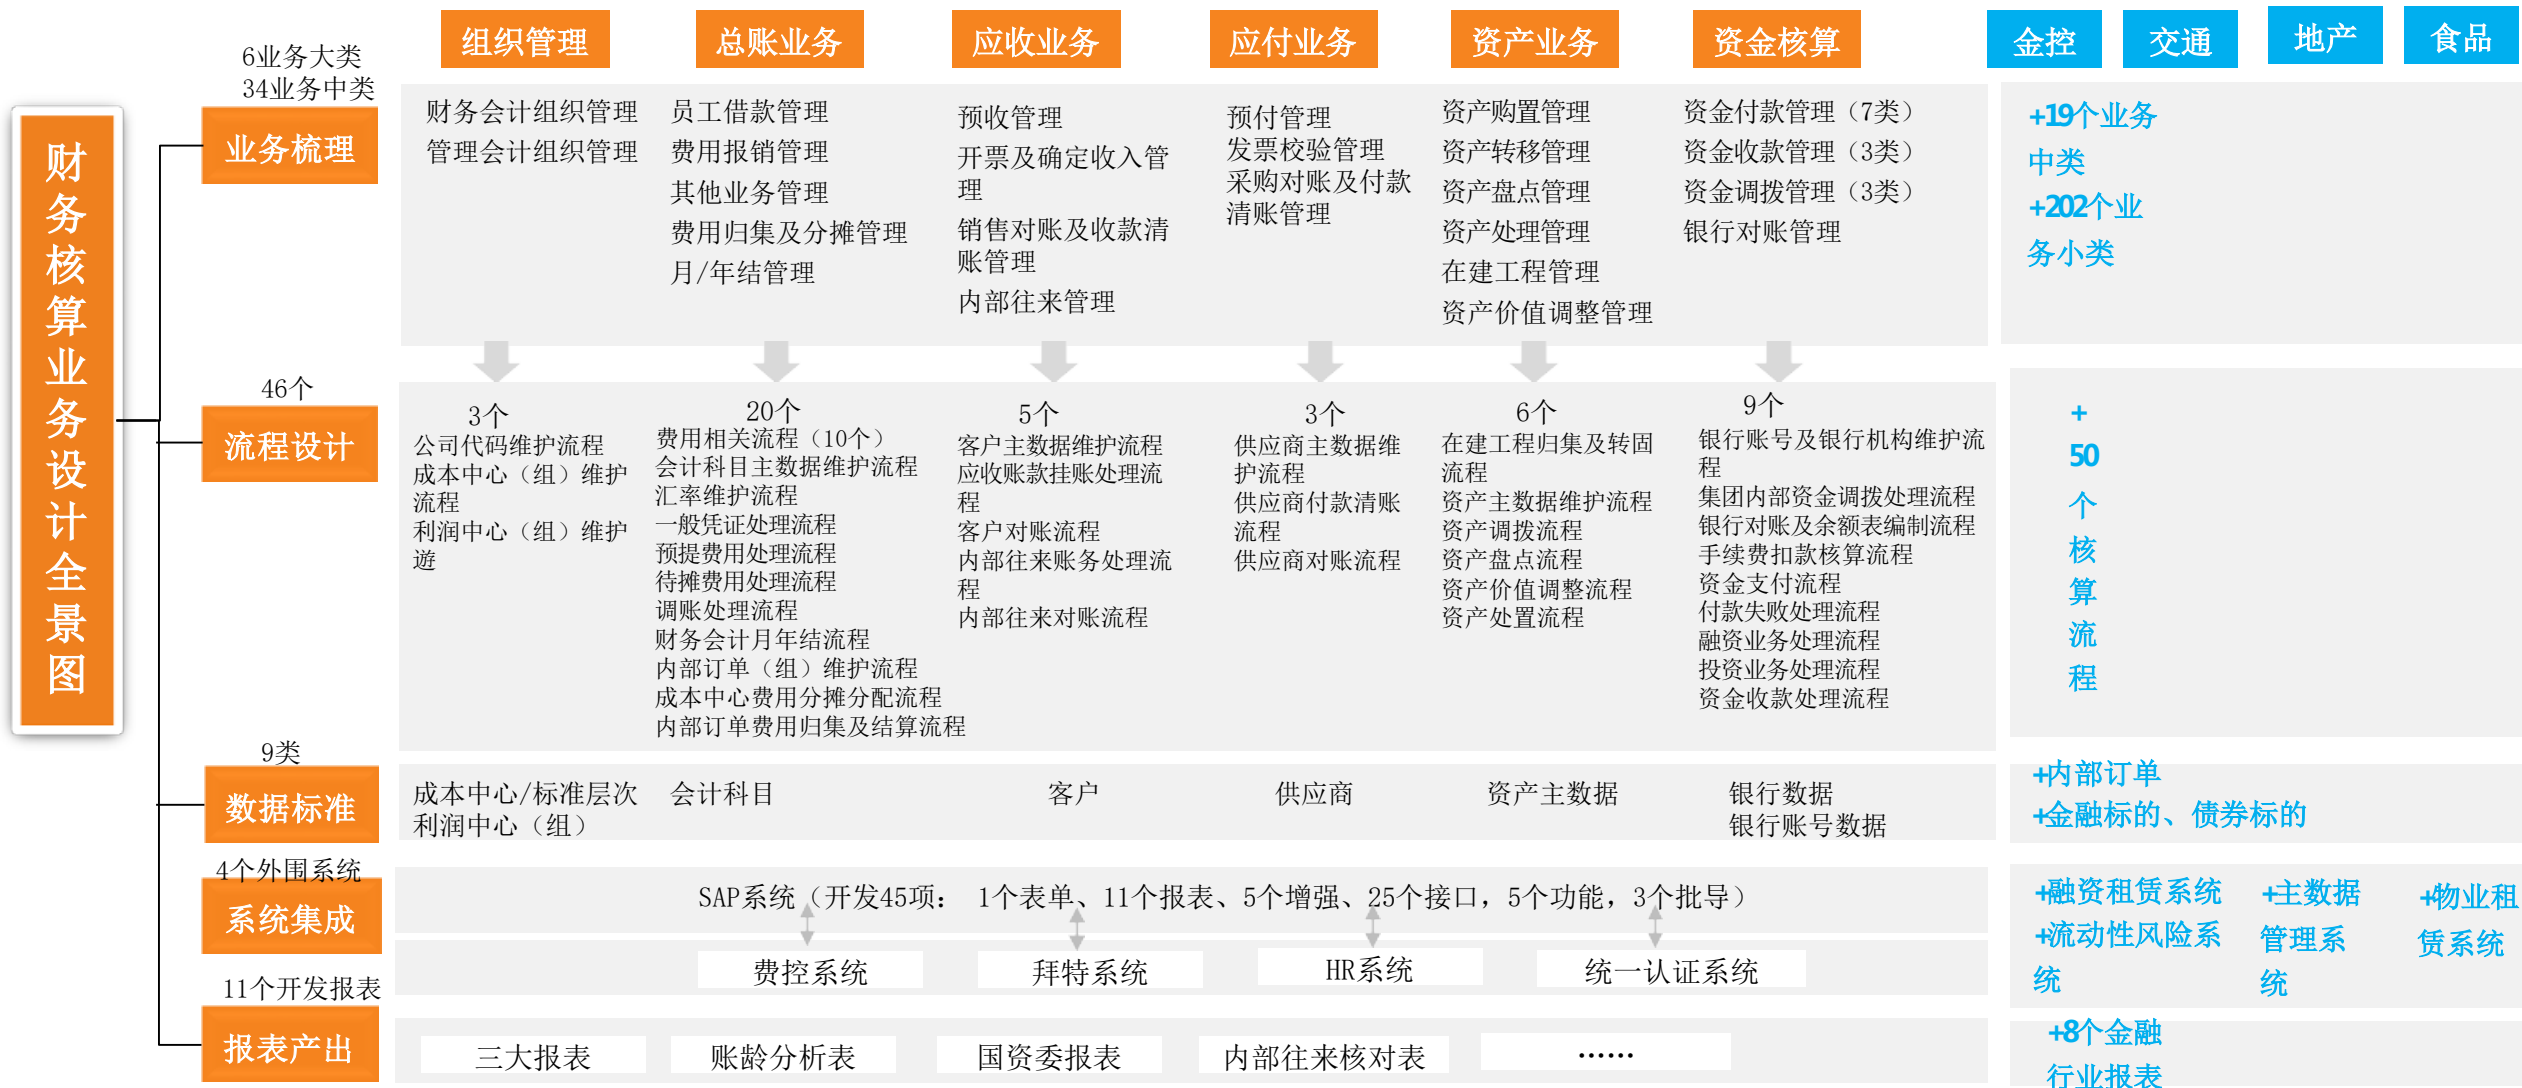 组织管理
总账业务
应收业务
应付业务
资产业务
资金核算
金控
交通
地产
食品
财务核算业务设计全景图
6业务大类
34业务中类
业务梳理
财务会计组织管理
管理会计组织管理
员工借款管理
费用报销管理
其他业务管理
费用归集及分摊管理
月/年结管理
预收管理
开票及确定收入管
理
销售对账及收款清
账管理
内部往来管理
预付管理
发票校验管理
采购对账及付款
清账管理
资产购置管理
资产转移管理
资产盘点管理
资产处理管理
在建工程管理
资产价值调整管理
资金付款管理（7类）
资金收款管理（3类）
资金调拨管理（3类）
银行对账管理
+19个业务
中类
+202个业
务小类
46个
流程设计
3个
公司代码维护流程
成本中心（组）维护
流程
利润中心（组）维护
遊
20个
费用相关流程（10个）
会计科目主数据维护流程
汇率维护流程
一般凭证处理流程
预提费用处理流程
待摊费用处理流程
调账处理流程
财务会计月年结流程
内部订单（组）维护流程
成本中心费用分摊分配流程
内部订单费用归集及结算流程
5个
客户主数据维护流程
应收账款挂账处理流
程
客户对账流程
内部往来账务处理流
程
内部往来对账流程
3个
供应商主数据维
护流程
供应商付款清账
流程
供应商对账流程
6个
在建工程归集及转固
流程
资产主数据维护流程
资产调拨流程
资产盘点流程
资产价值调整流程
资产处置流程
9个
银行账号及银行机构维护流
程
集团内部资金调拨处理流程
银行对账及余额表编制流程
手续费扣款核算流程
资金支付流程
付款失败处理流程
融资业务处理流程
投资业务处理流程
资金收款处理流程
+
50
个
核
算
流
程
9类
数据标准
成本中心/标准层次
利润中心（组）
会计科目
客户
供应商
资产主数据
银行数据
银行账号数据
+内部订单
+金融标的、债券标的
4个外围系统
系统集成
SAP系统（开发45项： 1个表单、11个报表、5个增强、25个接口，5个功能，3个批导）
费控系统
拜特系统
HR系统
统一认证系统
+融资租赁系统
+流动性风险系
统
+主数据
管理系
统
+物业租
赁系统
11个开发报表
报表产出
三大报表
账龄分析表
国资委报表
内部往来核对表
……
+8个金融
行业报表